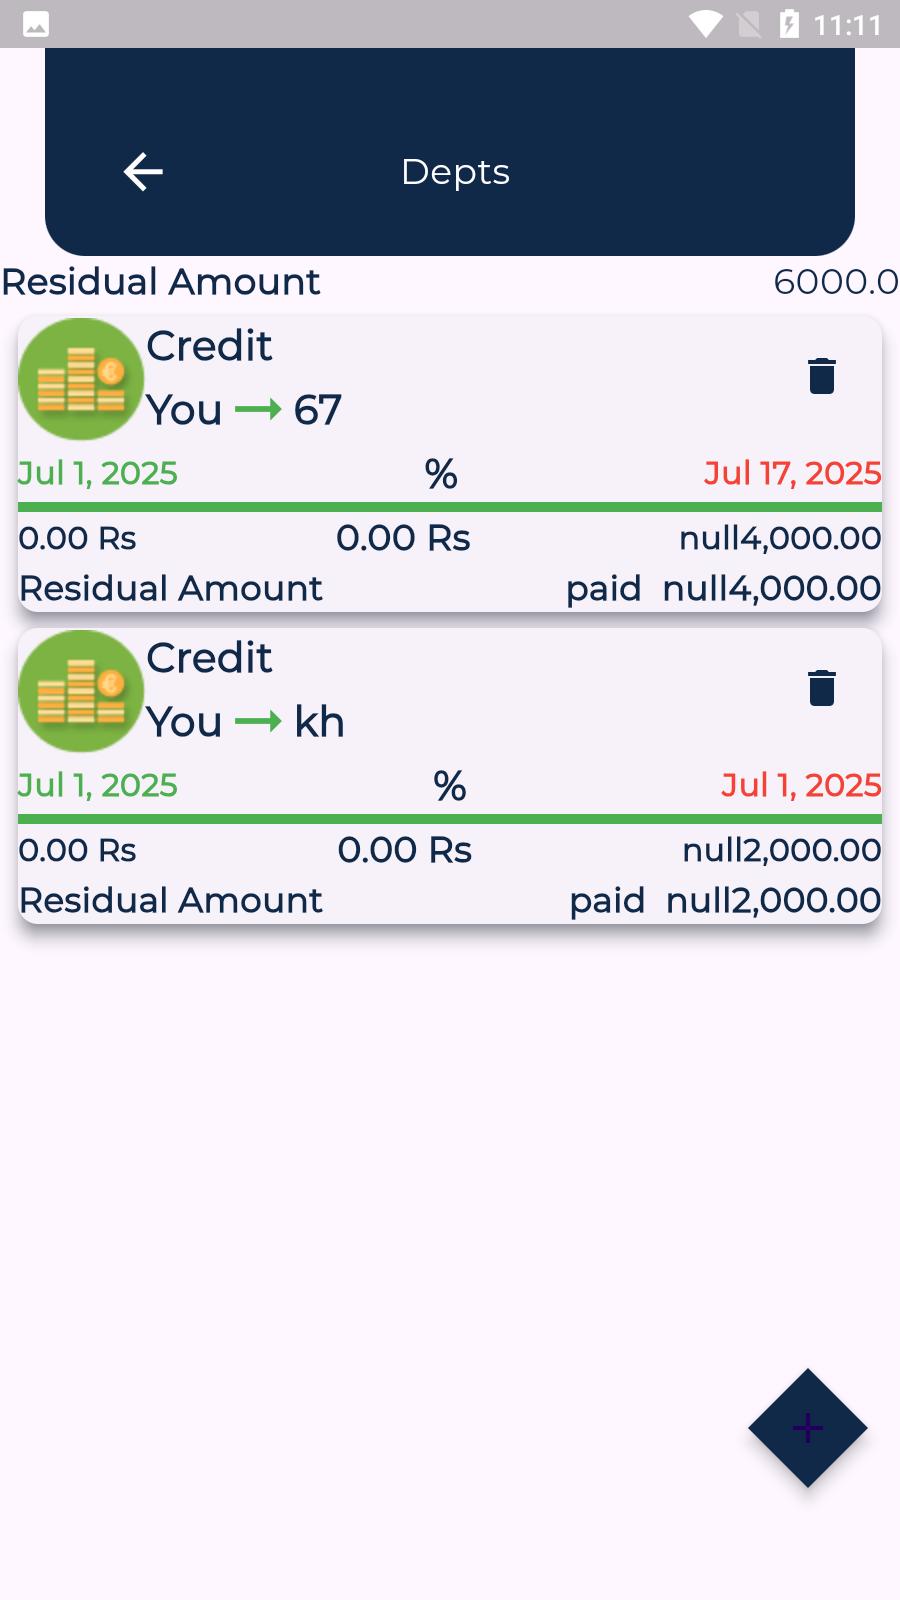 11:11
Depts
Residual Amount 6000.0
Credit
You → 67
Jul 1, 2025 % Jul 17, 2025
0.00 Rs 0.00 Rs null4,000.00
Residual Amount paid null4,000.00
Credit
You → kh
Jul 1, 2025 % Jul 1, 2025
0.00 Rs 0.00 Rs null2,000.00
Residual Amount paid null2,000.00